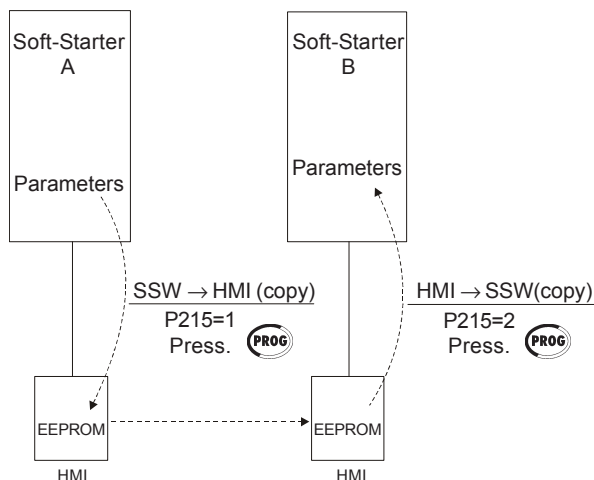 Soft-Starter
A
Parameters
SSW → HMI (copy)
P215=1
Press. PROG
EEPROM
HMI
Soft-Starter
B
Parameters
HMI → SSW(copy)
P215=2
Press. PROG
EEPROM
HMI